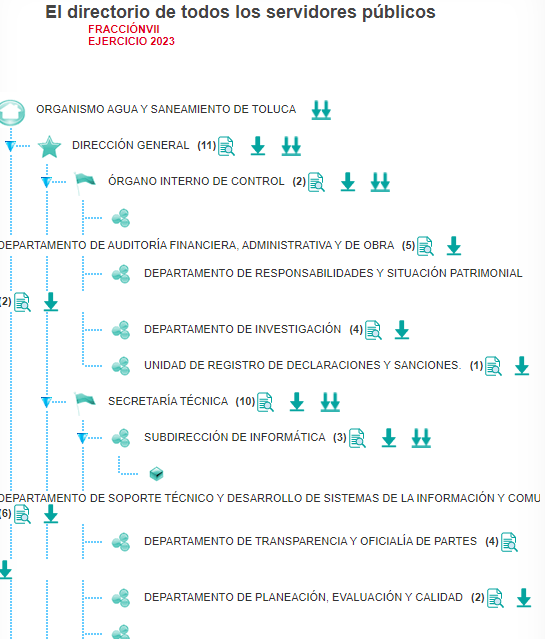 El directorio de todos los servidores públicos
FRACCIÓNVII
EJERCICIO 2023
ORGANISMO AGUA Y SANEAMIENTO DE TOLUCA
DIRECCIÓN GENERAL (11)
ÓRGANO INTERNO DE CONTROL (2)
DEPARTAMENTO DE AUDITORÍA FINANCIERA, ADMINISTRATIVA Y DE OBRA (5)
DEPARTAMENTO DE RESPONSABILIDADES Y SITUACIÓN PATRIMONIAL
(2)
DEPARTAMENTO DE INVESTIGACIÓN (4)
UNIDAD DE REGISTRO DE DECLARACIONES Y SANCIONES. (1)
SECRETARÍA TÉCNICA (10)
SUBDIRECCIÓN DE INFORMÁTICA (3)
DEPARTAMENTO DE SOPORTE TÉCNICO Y DESARROLLO DE SISTEMAS DE LA INFORMACIÓN Y COMU
(6)
DEPARTAMENTO DE TRANSPARENCIA Y OFICIALÍA DE PARTES (4)
DEPARTAMENTO DE PLANEACIÓN, EVALUACIÓN Y CALIDAD (2)